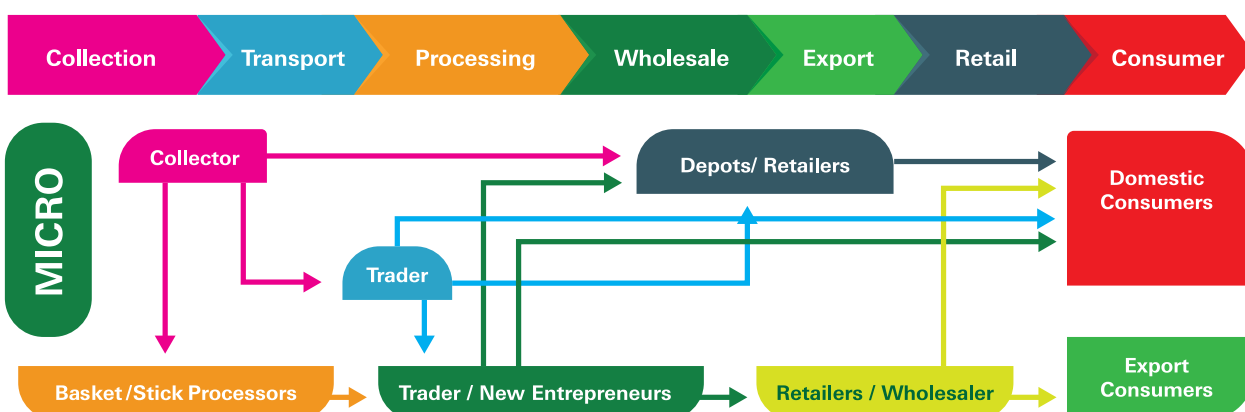 Collection
Transport
Processing
Wholesale
Export
Retail
Consumer
MICRO
Collector
Depots/ Retailers
Domestic
Consumers
Trader
Basket/Stick Processors
Trader / New Entrepreneurs
Retailers / Wholesaler
Export
Consumers